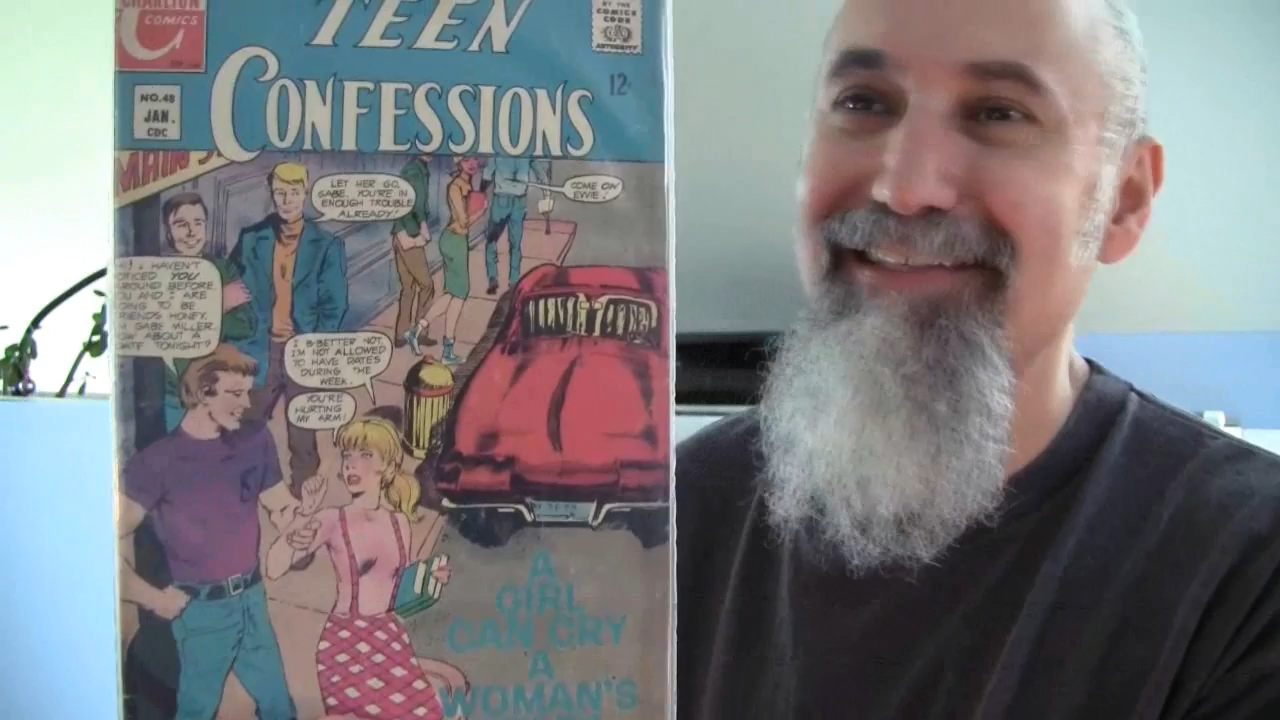 CHARLTON
COMICS
TEEN
CONFESSIONS
BY THE
COMICS
CODE
AUTHORITY
12¢
NO.48
JAN.
CDC
MAIN
LET HER GO,
GABE. YOU'RE IN
ENOUGH TROUBLE
ALREADY!
COME ON
EVVIE!
I HAVEN'T
NOTICED YOU
AROUND BEFORE
YOU AND I ARE
GOING TO BE
FRIENDS HONEY.
I'M GABE MILLER.
HOW ABOUT A
DATE TONIGHT?
I B-BETTER NOT.
I'M NOT ALLOWED
TO HAVE DATES
DURING THE
WEEK.
YOU'RE
HURTING
MY ARM!
A
GIRL
CAN CRY
A
WOMAN'S